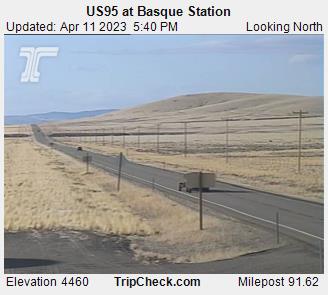 US95 at Basque Station
Updated: Apr 11 2023 5:40 PM Looking North
Elevation 4460 TripCheck.com Milepost 91.62